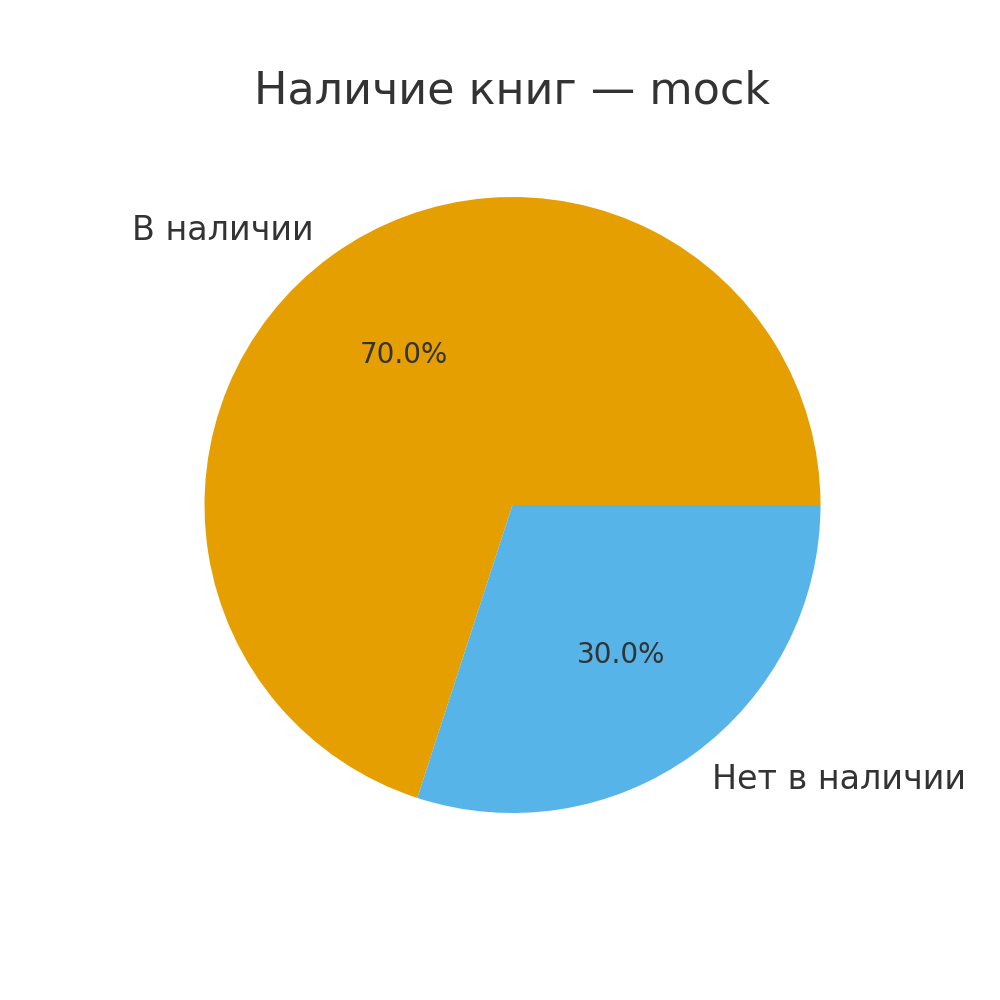 Наличие книг — mock
В наличии
70.0%
30.0%
Нет в наличии